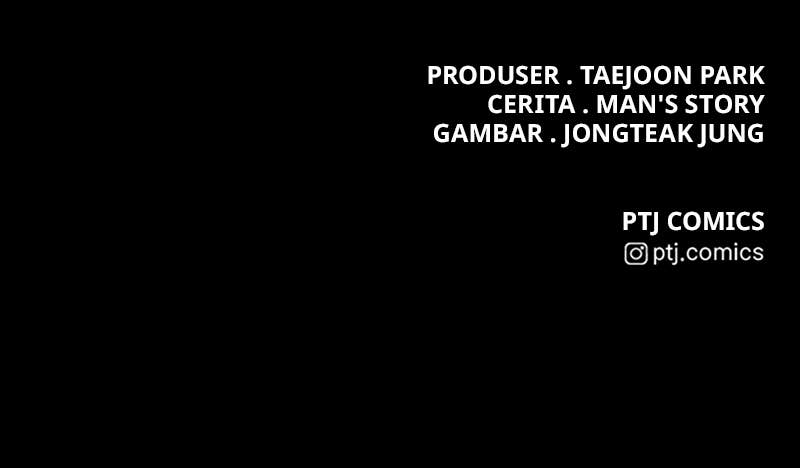 PRODUSER . TAEJOON PARK
CERITA . MAN'S STORY
GAMBAR . JONGTEAK JUNG
PTJ COMICS
ptj.comics